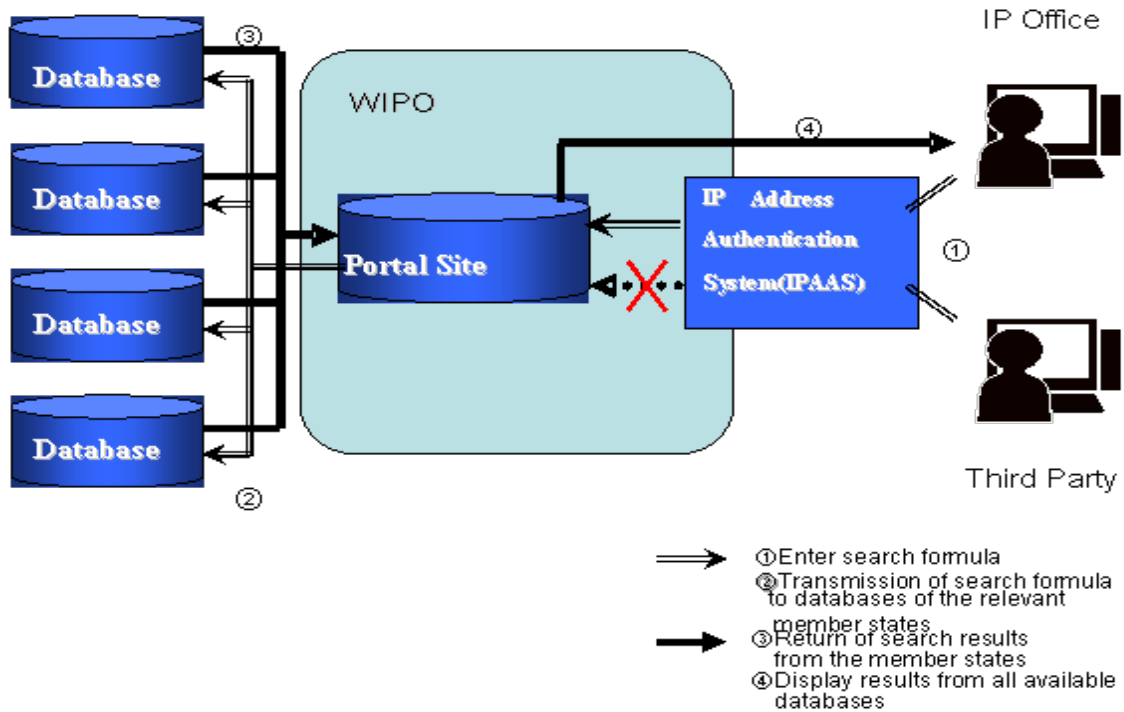 IP Office
③
Database
WIPO
④
Database
IP Address
Authentication
System(IPAAS)
①
Portal Site
Database
Database
②
Third Party
①Enter search formula
②Transmission of search formula
to databases of the relevant
member states
③Return of search results
from the member states
④Display results from all available
databases